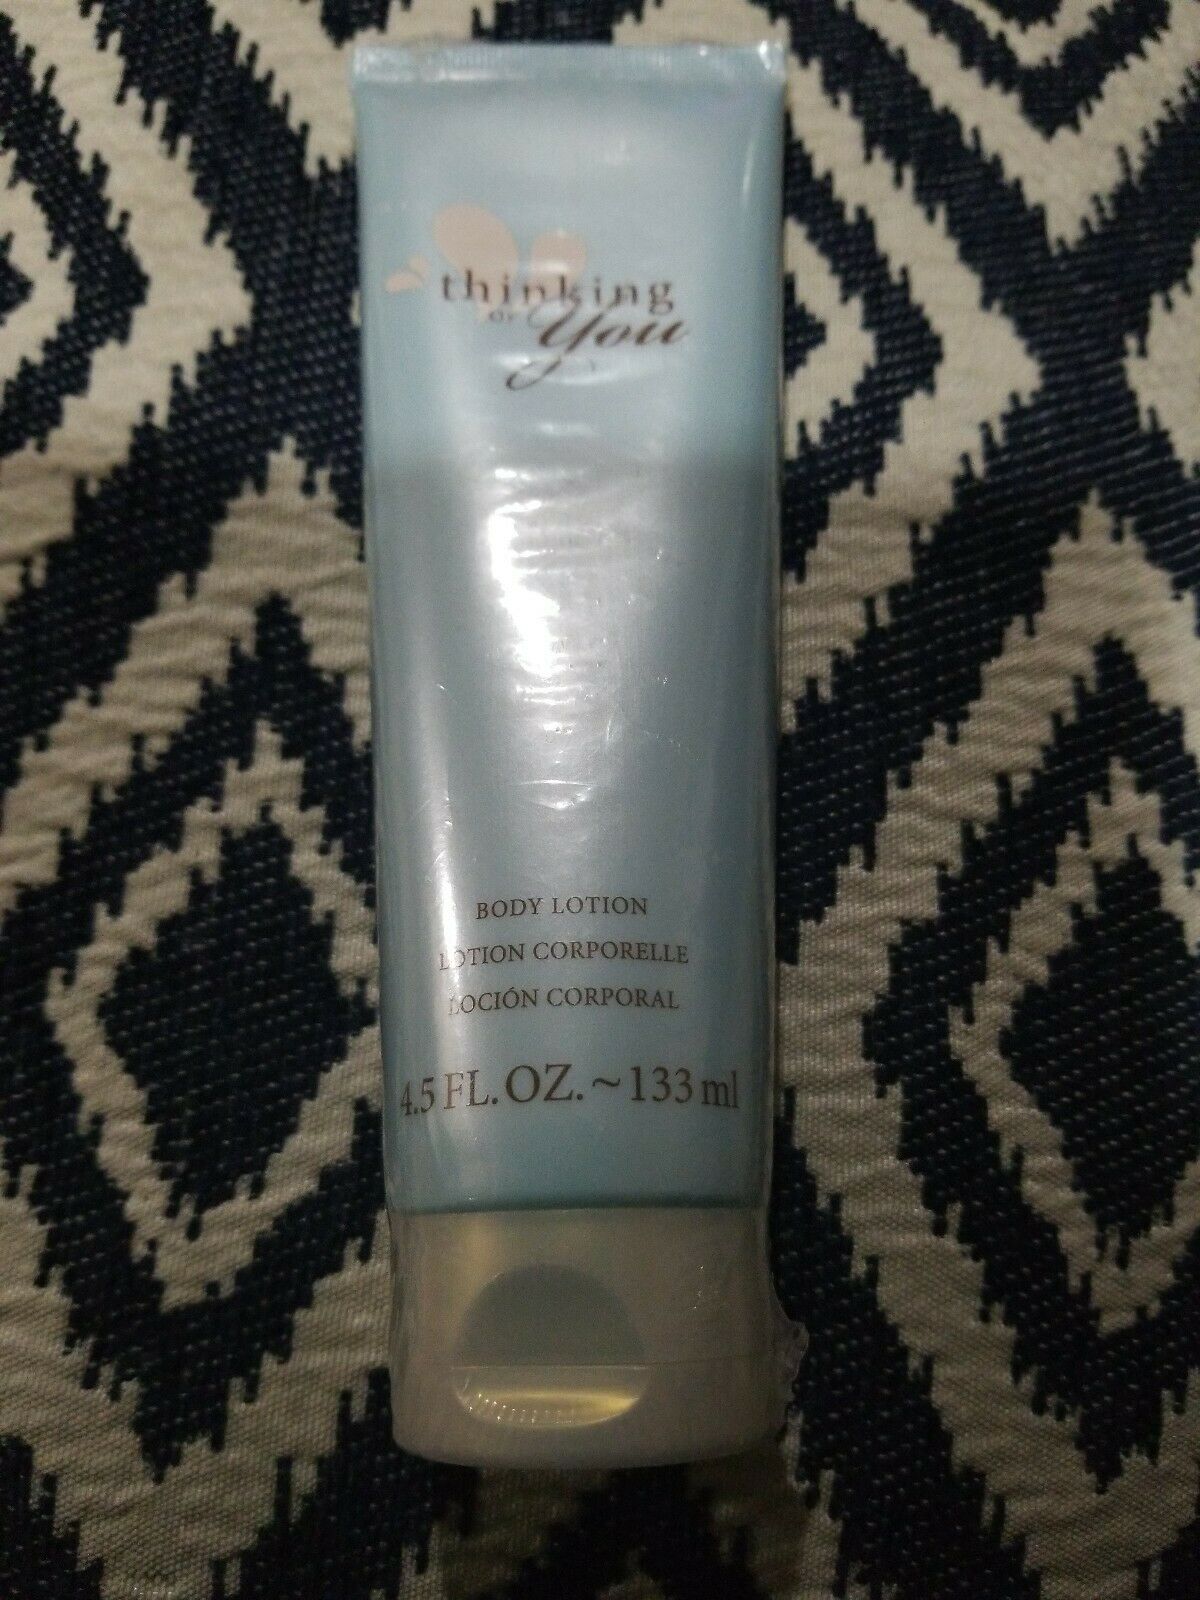 thinking
OF You
BODY LOTION
LOTION CORPORELLE
LOCIÓN CORPORAL
4.5 FL. OZ. ~ 133 ml